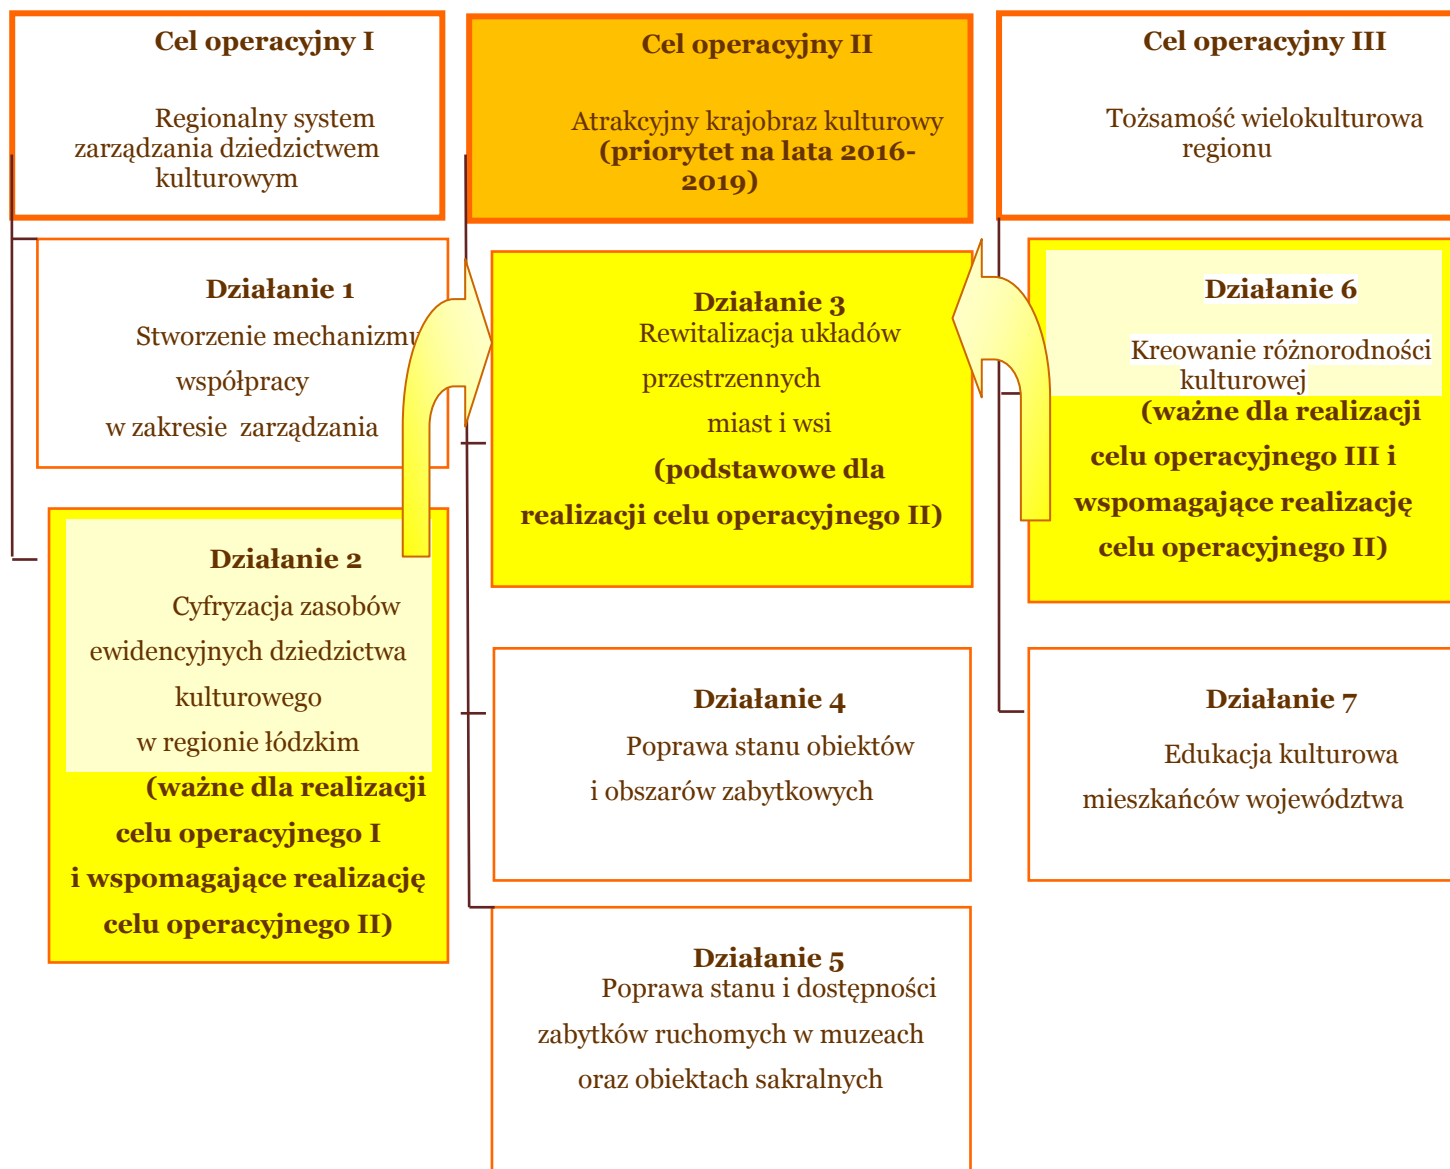 Cel operacyjny I
Regionalny system
zarządzania dziedzictwem
kulturowym
Działanie 1
Stworzenie mechanizmu
współpracy
w zakresie zarządzania
Działanie 2
Cyfryzacja zasobów
ewidencyjnych dziedzictwa
kulturowego
w regionie łódzkim
(ważne dla realizacji
celu operacyjnego I
i wspomagające realizację
celu operacyjnego II)
Cel operacyjny II
Atrakcyjny krajobraz kulturowy
(priorytet na lata 2016-
2019)
Działanie 3
Rewitalizacja układów
przestrzennych
miast i wsi
(podstawowe dla
realizacji celu operacyjnego II)
Działanie 4
Poprawa stanu obiektów
i obszarów zabytkowych
Działanie 5
Poprawa stanu i dostępności
zabytków ruchomych w muzeach
oraz obiektach sakralnych
Cel operacyjny III
Tożsamość wielokulturowa
regionu
Działanie 6
Kreowanie różnorodności
kulturowej
(ważne dla realizacji
celu operacyjnego III i
wspomagające realizację
celu operacyjnego II)
Działanie 7
Edukacja kulturowa
mieszkańców województwa